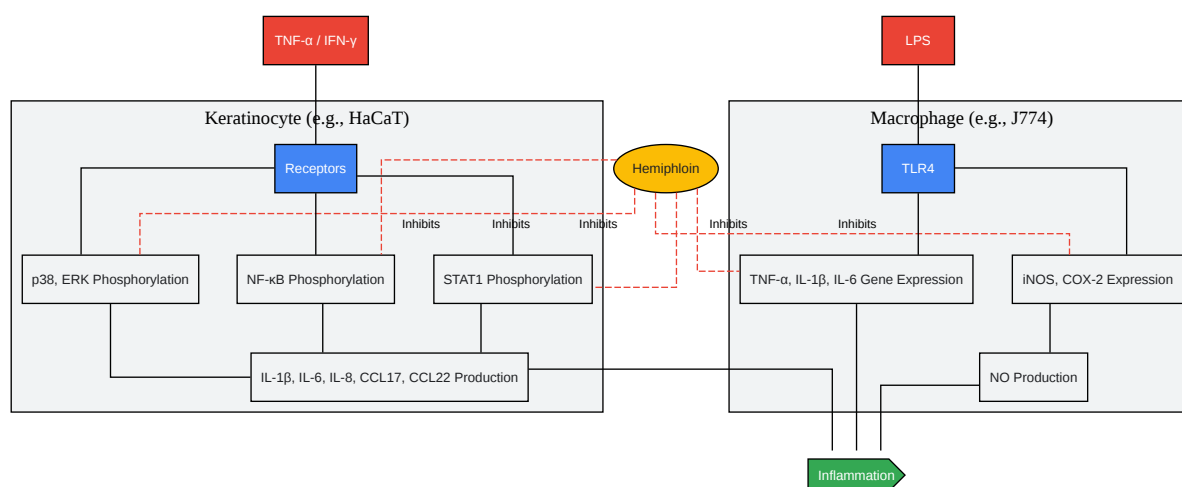 TNF-α / IFN-γ
LPS
Keratinocyte (e.g., HaCaT)
Macrophage (e.g., J774)
Receptors
Hemiphloin
TLR4
Inhibits
Inhibits
Inhibits
Inhibits
Inhibits
p38, ERK Phosphorylation
NF-κB Phosphorylation
STAT1 Phosphorylation
TNF-α, IL-1β, IL-6 Gene Expression
iNOS, COX-2 Expression
IL-1β, IL-6, IL-8, CCL17, CCL22 Production
NO Production
Inflammation